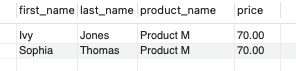 first_name last_name product_name price
Ivy Jones Product M 70.00
Sophia Thomas Product M 70.00